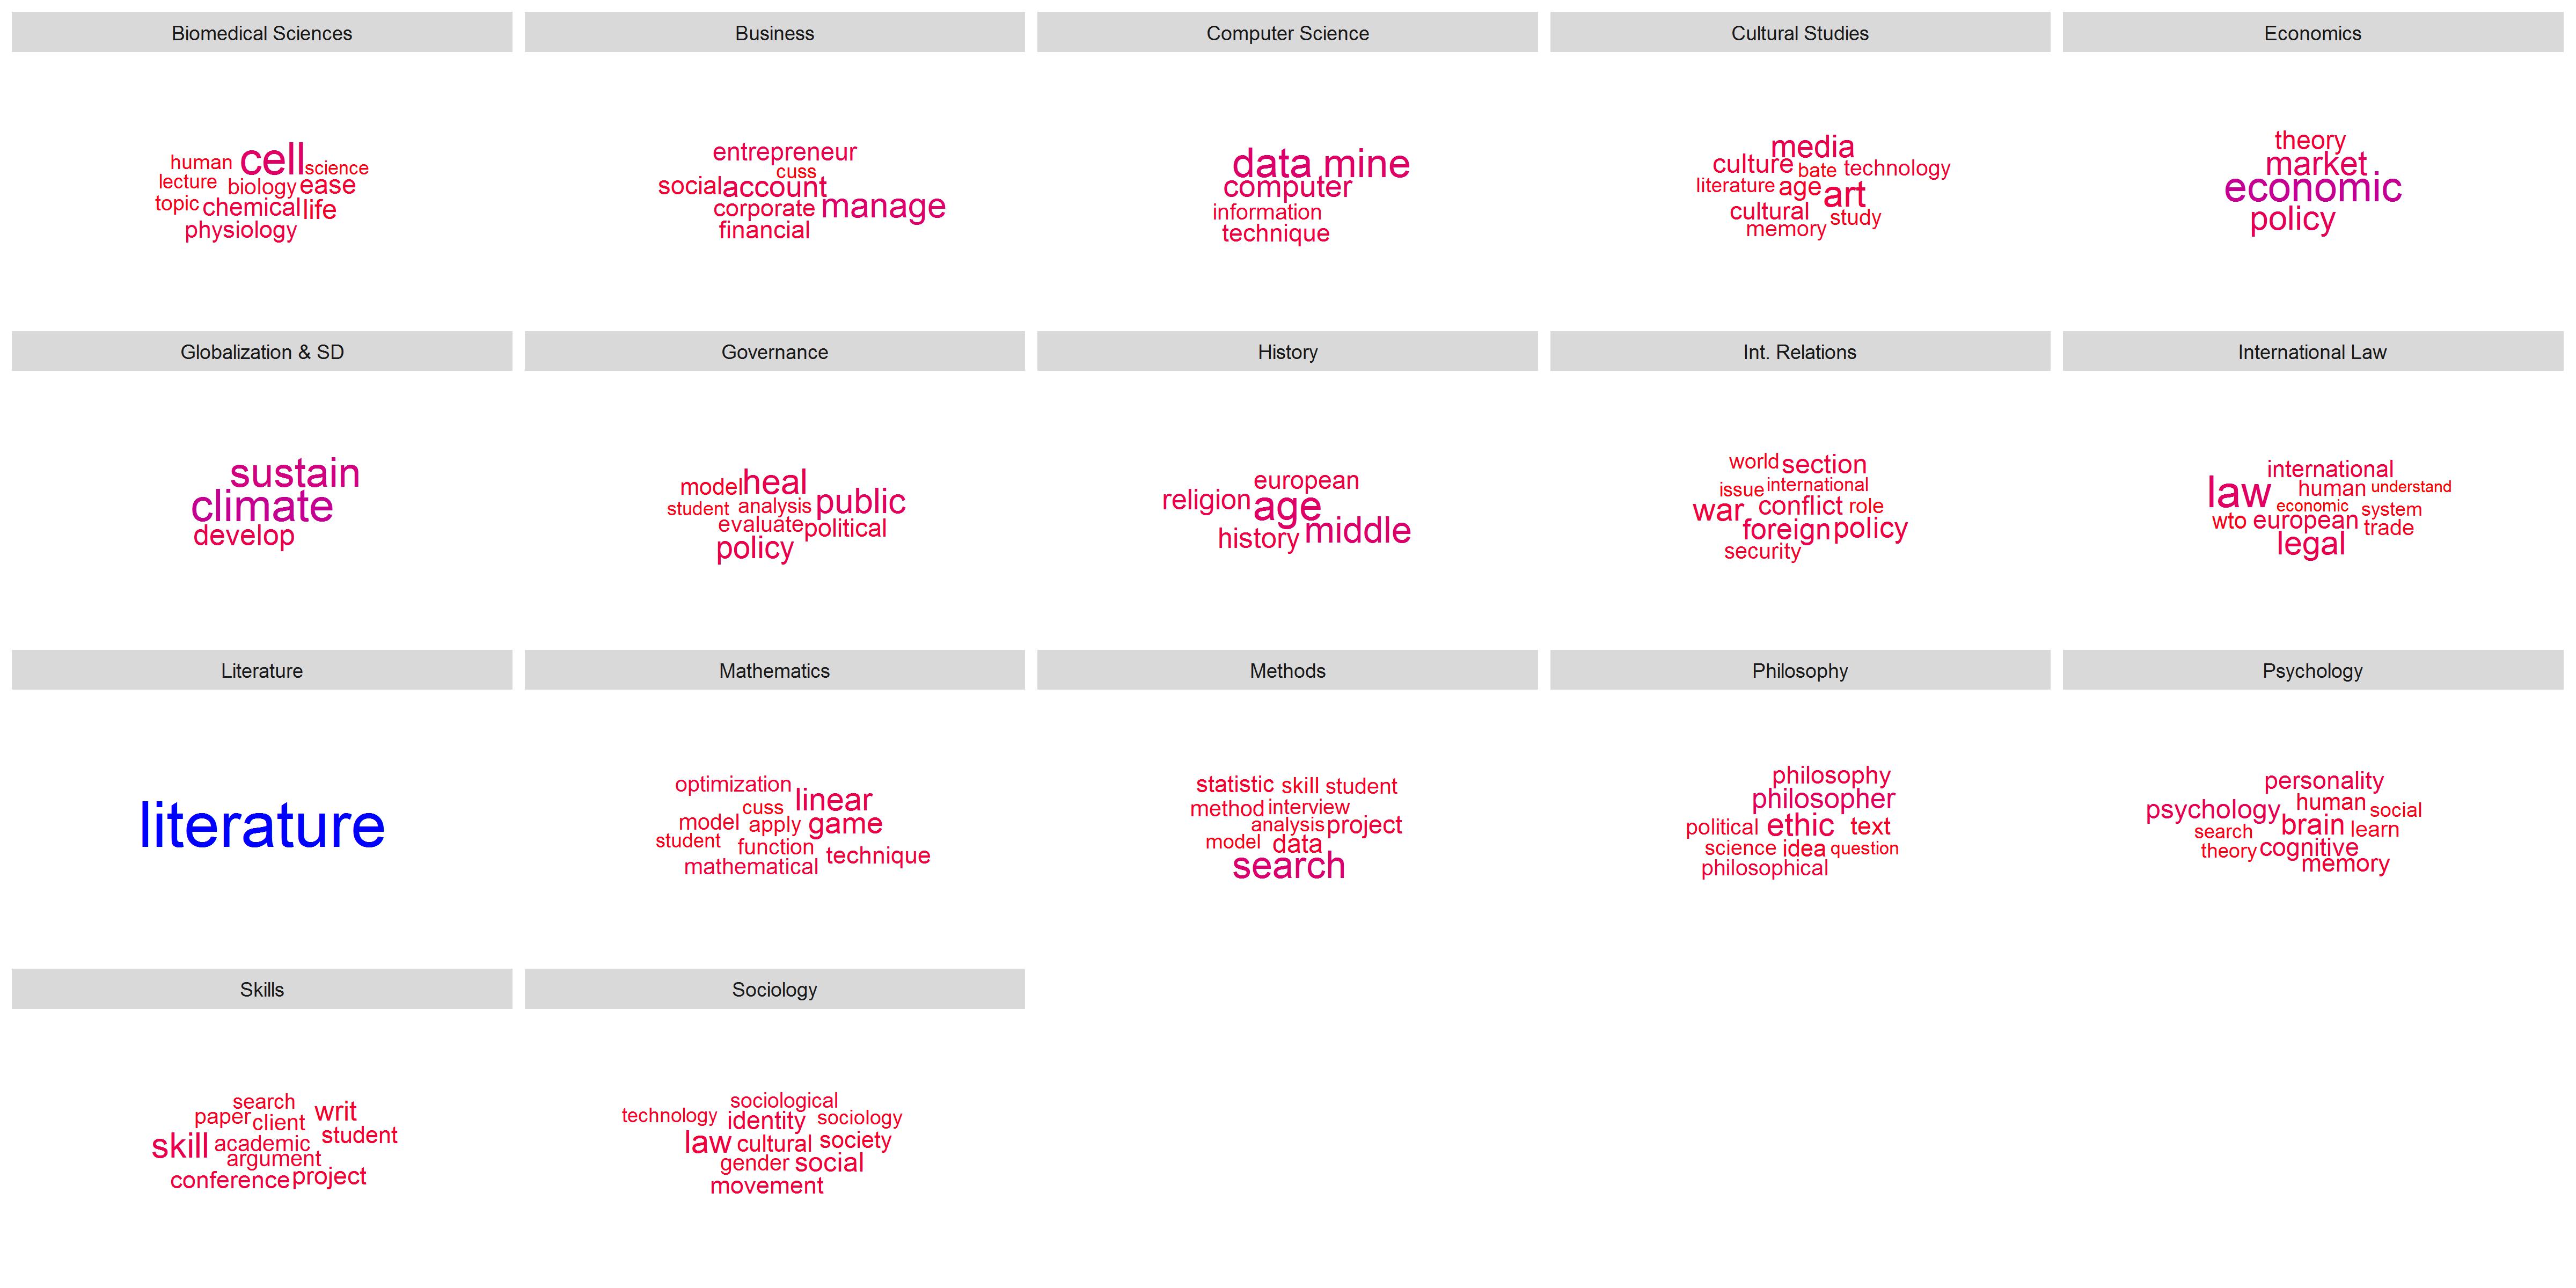 Biomedical Sciences
Business
Computer Science
Cultural Studies
Economics
human cell science
lecture biology ease
topic chemical life
physiology
entrepreneur
cuss
social account
corporate manage
financial
data mine
computer
information
technique
media
culture bate technology
literature age art
cultural study
memory
theory
market
economic
policy
Globalization & SD
Governance
History
Int. Relations
International Law
sustain
climate
develop
model heal
student analysis public
evaluate political
policy
european
religion age
history middle
world section
issue international
war conflict role
foreign policy
security
international
law human understand
economic system
wto european trade
legal
Literature
Mathematics
Methods
Philosophy
Psychology
literature
optimization
cuss linear
model apply game
student function
mathematical technique
statistic skill student
method interview
analysis project
model data
search
philosophy
philosopher
political ethic text
science idea question
philosophical
personality
psychology human social
search brain learn
theory cognitive
memory
Skills
Sociology
search
paper client writ
skill academic student
argument
conference project
sociological
technology identity sociology
law cultural society
gender social
movement